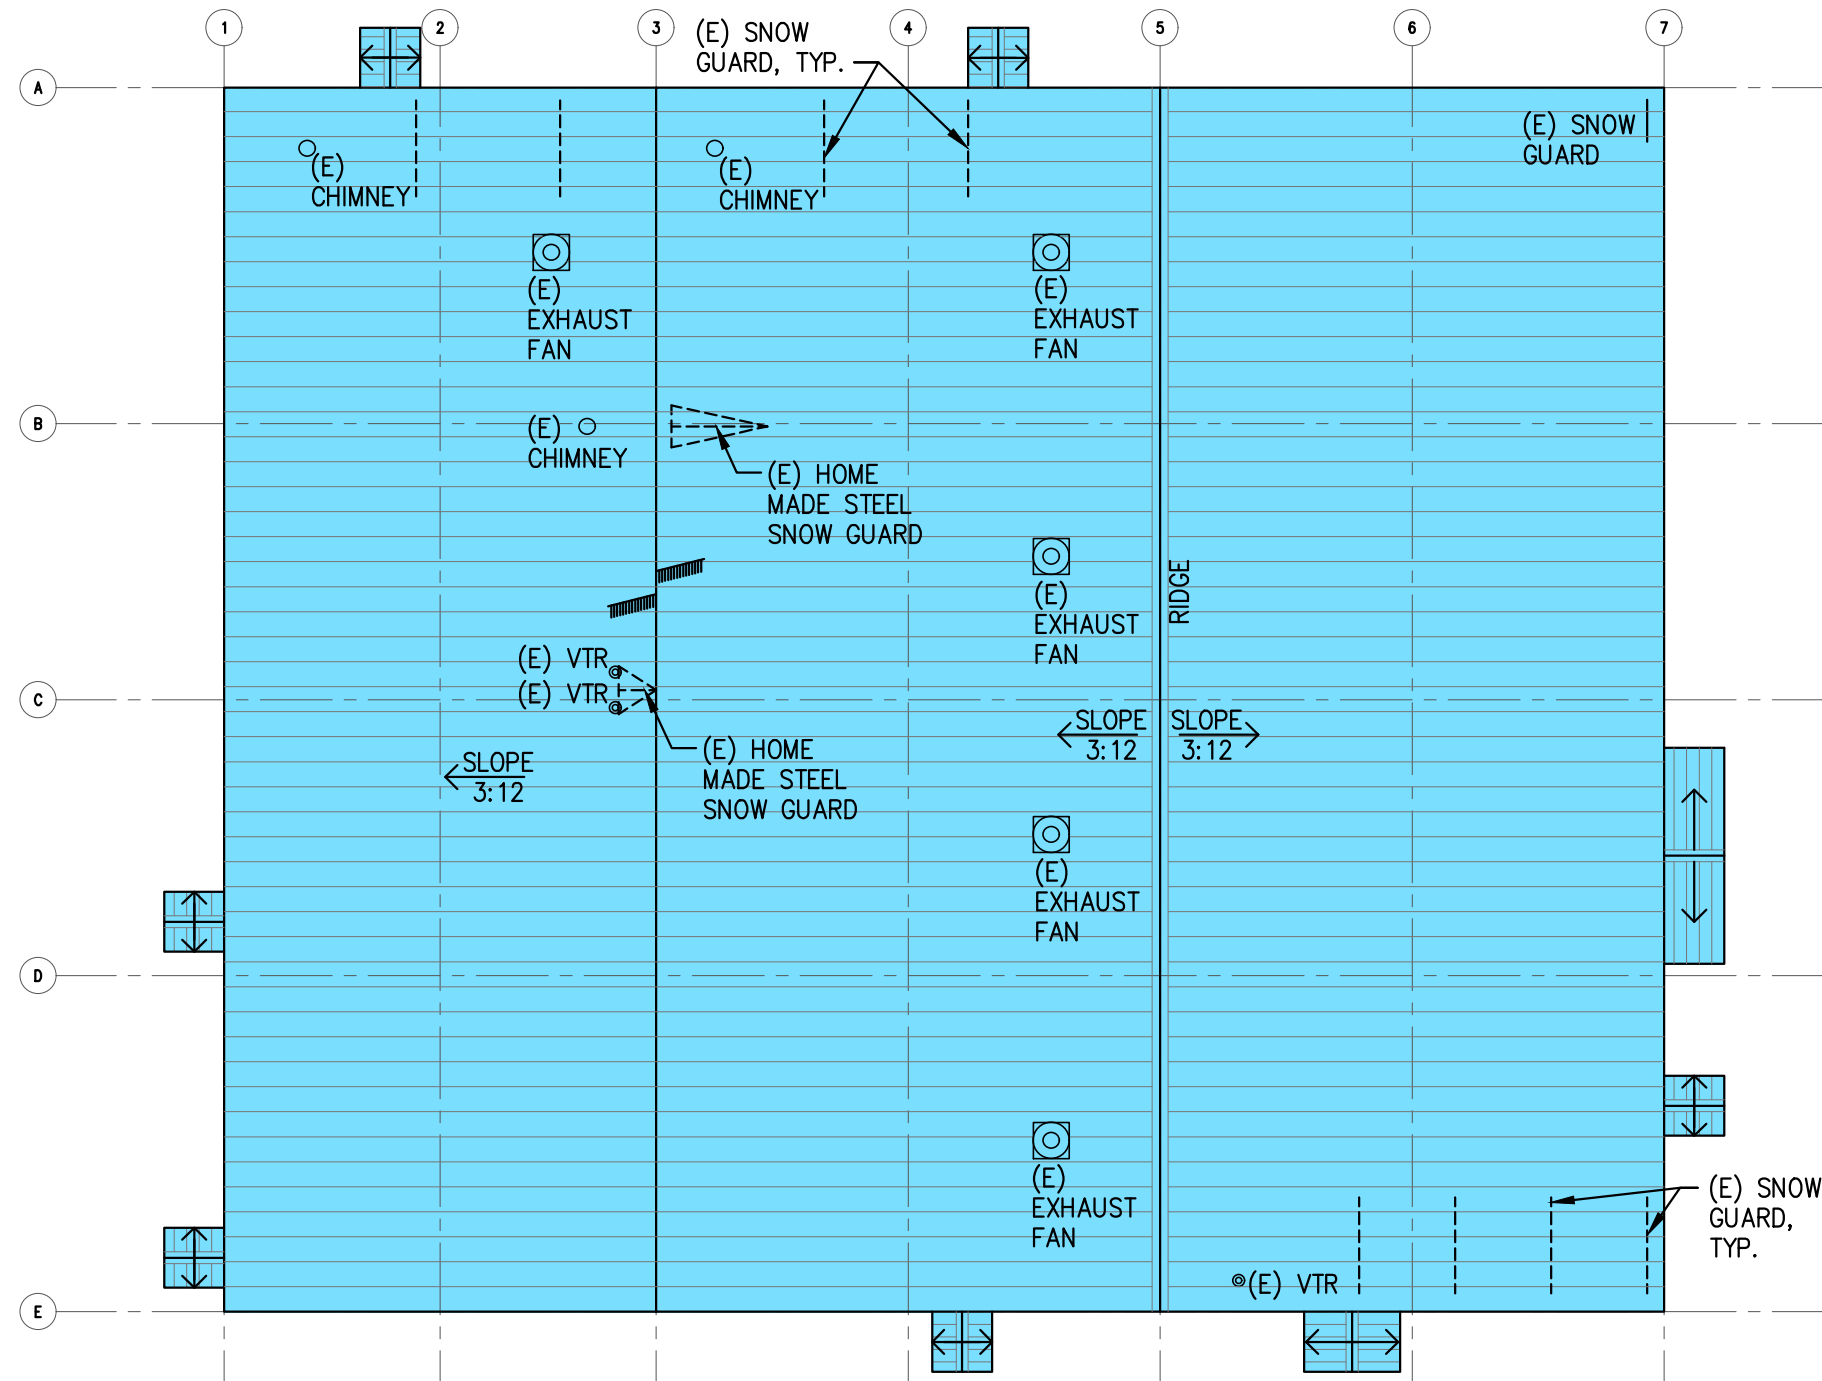 1
2
3
4
5
6
7
(E) SNOW
GUARD, TYP.
A
(E) SNOW
GUARD
(E)
CHIMNEY
(E)
CHIMNEY
(E)
EXHAUST
FAN
(E)
EXHAUST
FAN
B
(E)
CHIMNEY
(E) HOME
MADE STEEL
SNOW GUARD
(E)
EXHAUST
FAN
RIDGE
(E) VTR
(E) VTR
C
SLOPE
3:12
SLOPE
3:12
(E) HOME
MADE STEEL
SNOW GUARD
SLOPE
3:12
(E)
EXHAUST
FAN
D
(E)
EXHAUST
FAN
(E) SNOW
GUARD,
TYP.
(E) VTR
E